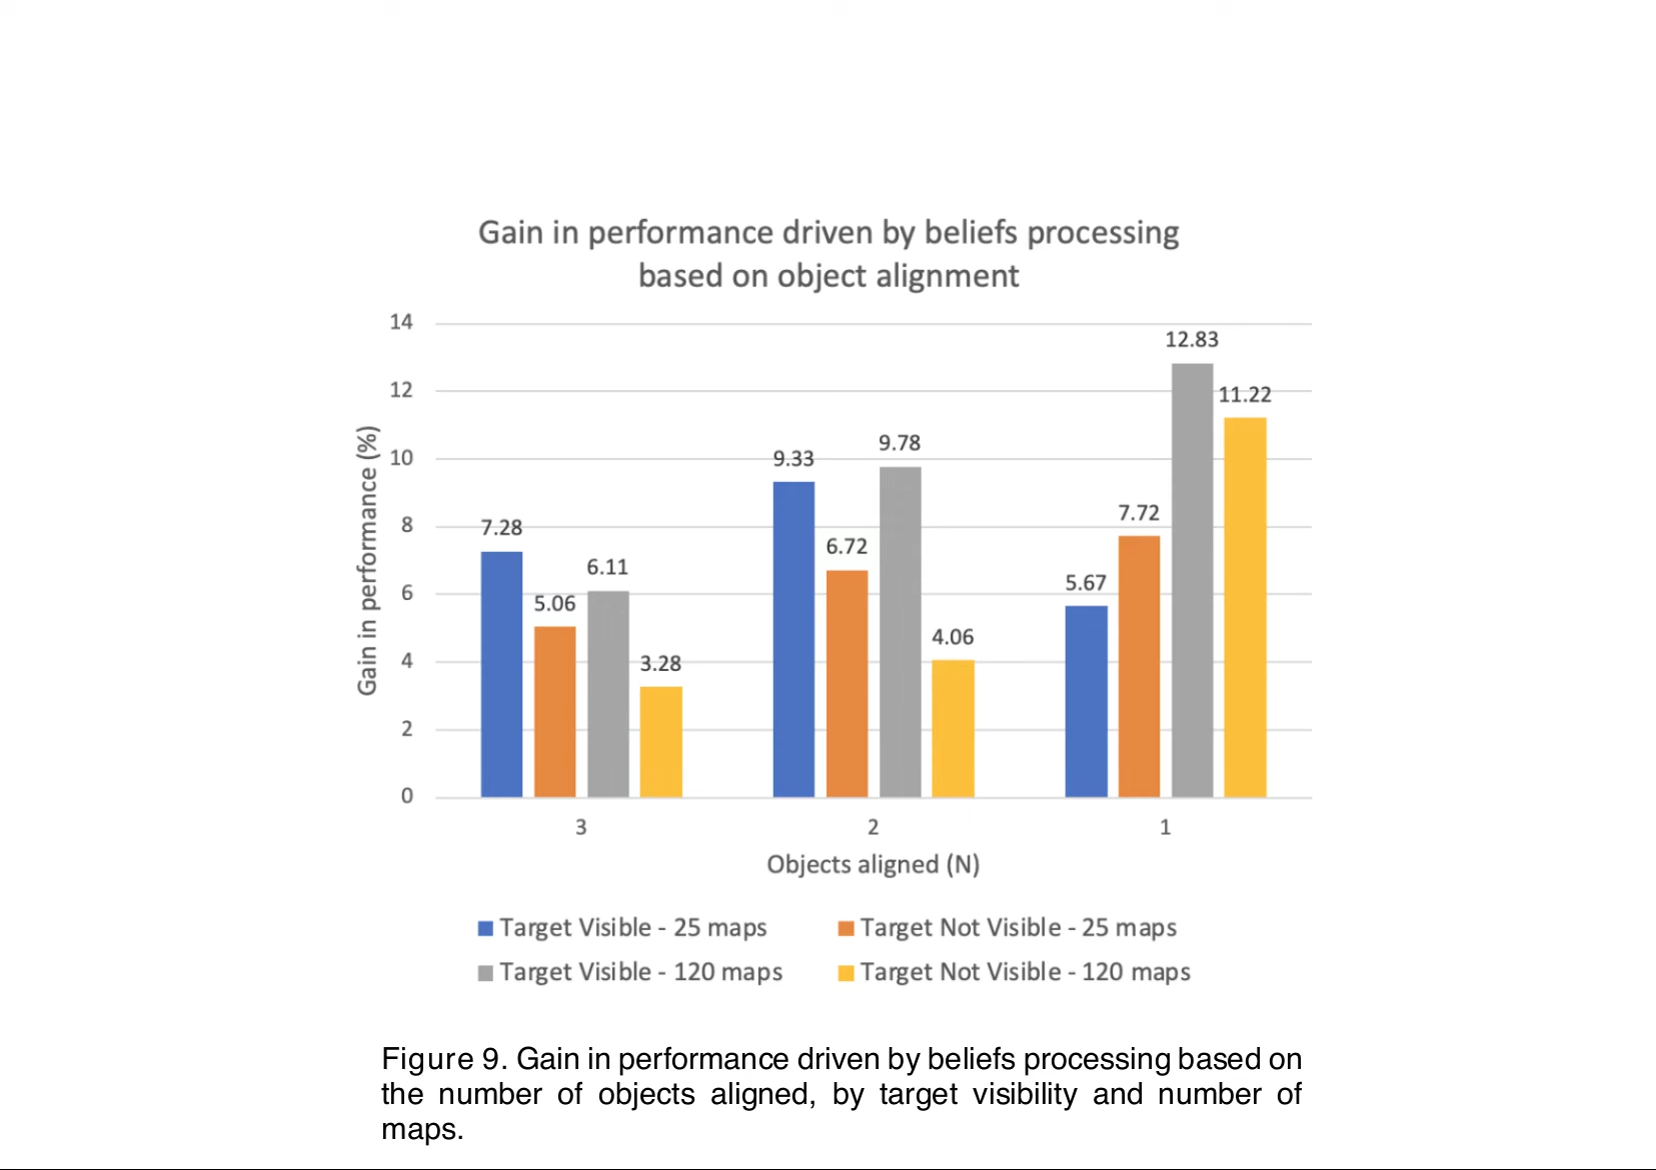 Gain in performance driven by beliefs processing
based on object alignment
Gain in performance (%)
14
12
10
8
6
4
2
0
7.28
5.06
6.11
3.28
9.33
6.72
9.78
4.06
5.67
7.72
12.83
11.22
3
2
1
Objects aligned (N)
Target Visible - 25 maps
Target Not Visible - 25 maps
Target Visible - 120 maps
Target Not Visible - 120 maps
Figure 9. Gain in performance driven by beliefs processing based on
the number of objects aligned, by target visibility and number of
maps.